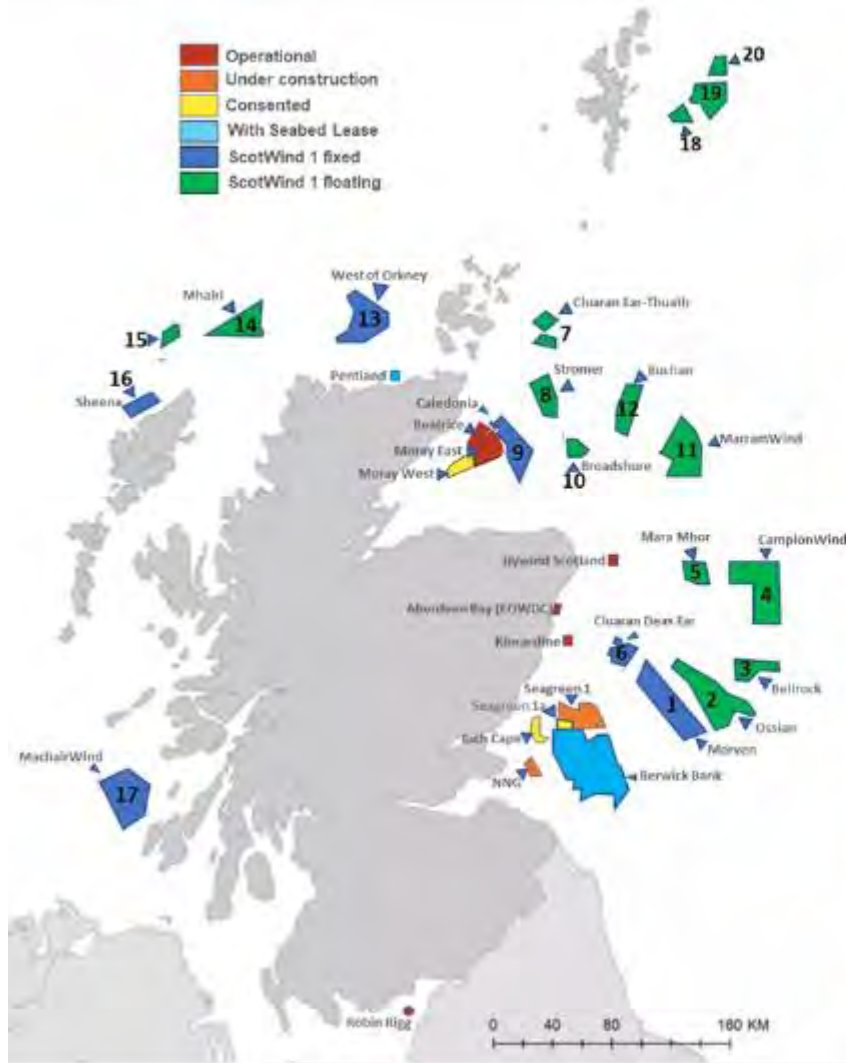 Operational
Under construction
Consented
With Seabed Lease
ScotWind 1 fixed
ScotWind 1 floating
20
19
18
West of Orkney
Mhairi
13
14
15
Cluaran Ear-Thuath
7
16
Sheena
Pentland
Stromer
Buchan
8
12
Caledonia
Beatrice
Moray East
Moray West
9
11
MarramWind
Broadshore
10
Mara Mhor
CampionWind
Hywind Scotland
5
4
Aberdeen Bay (EOWDC)
Cluaran Deas Ear
Kincardine
6
3
Bellrock
Seagreen 1
1
2
Seagreen 1a
Ossian
Inch Cape
Morven
MachairWind
NNG
Berwick Bank
17
Robin Rigg
0 40 80 160 KM